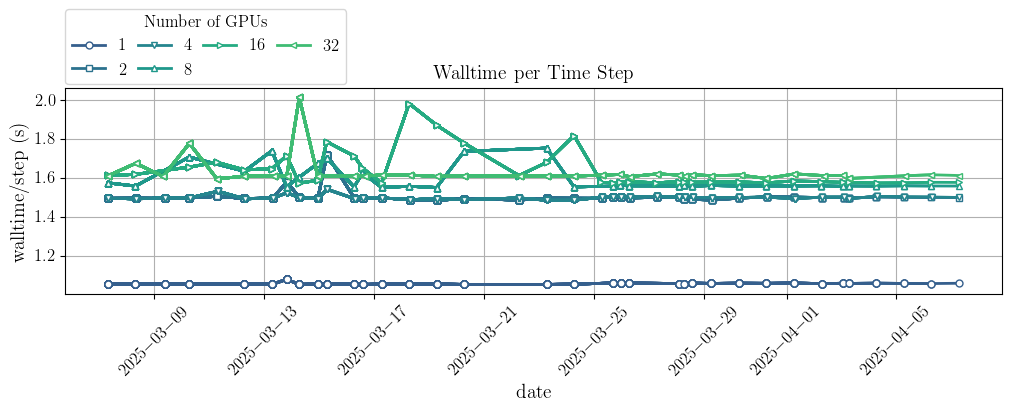 Number of GPUs
1 4 16 32
2 8
Walltime per Time Step
walltime/step (s)
2.0
1.8
1.6
1.4
1.2
2025−03−09 2025−03−13 2025−03−17 2025−03−21 2025−03−25 2025−03−29 2025−04−01 2025−04−05
date